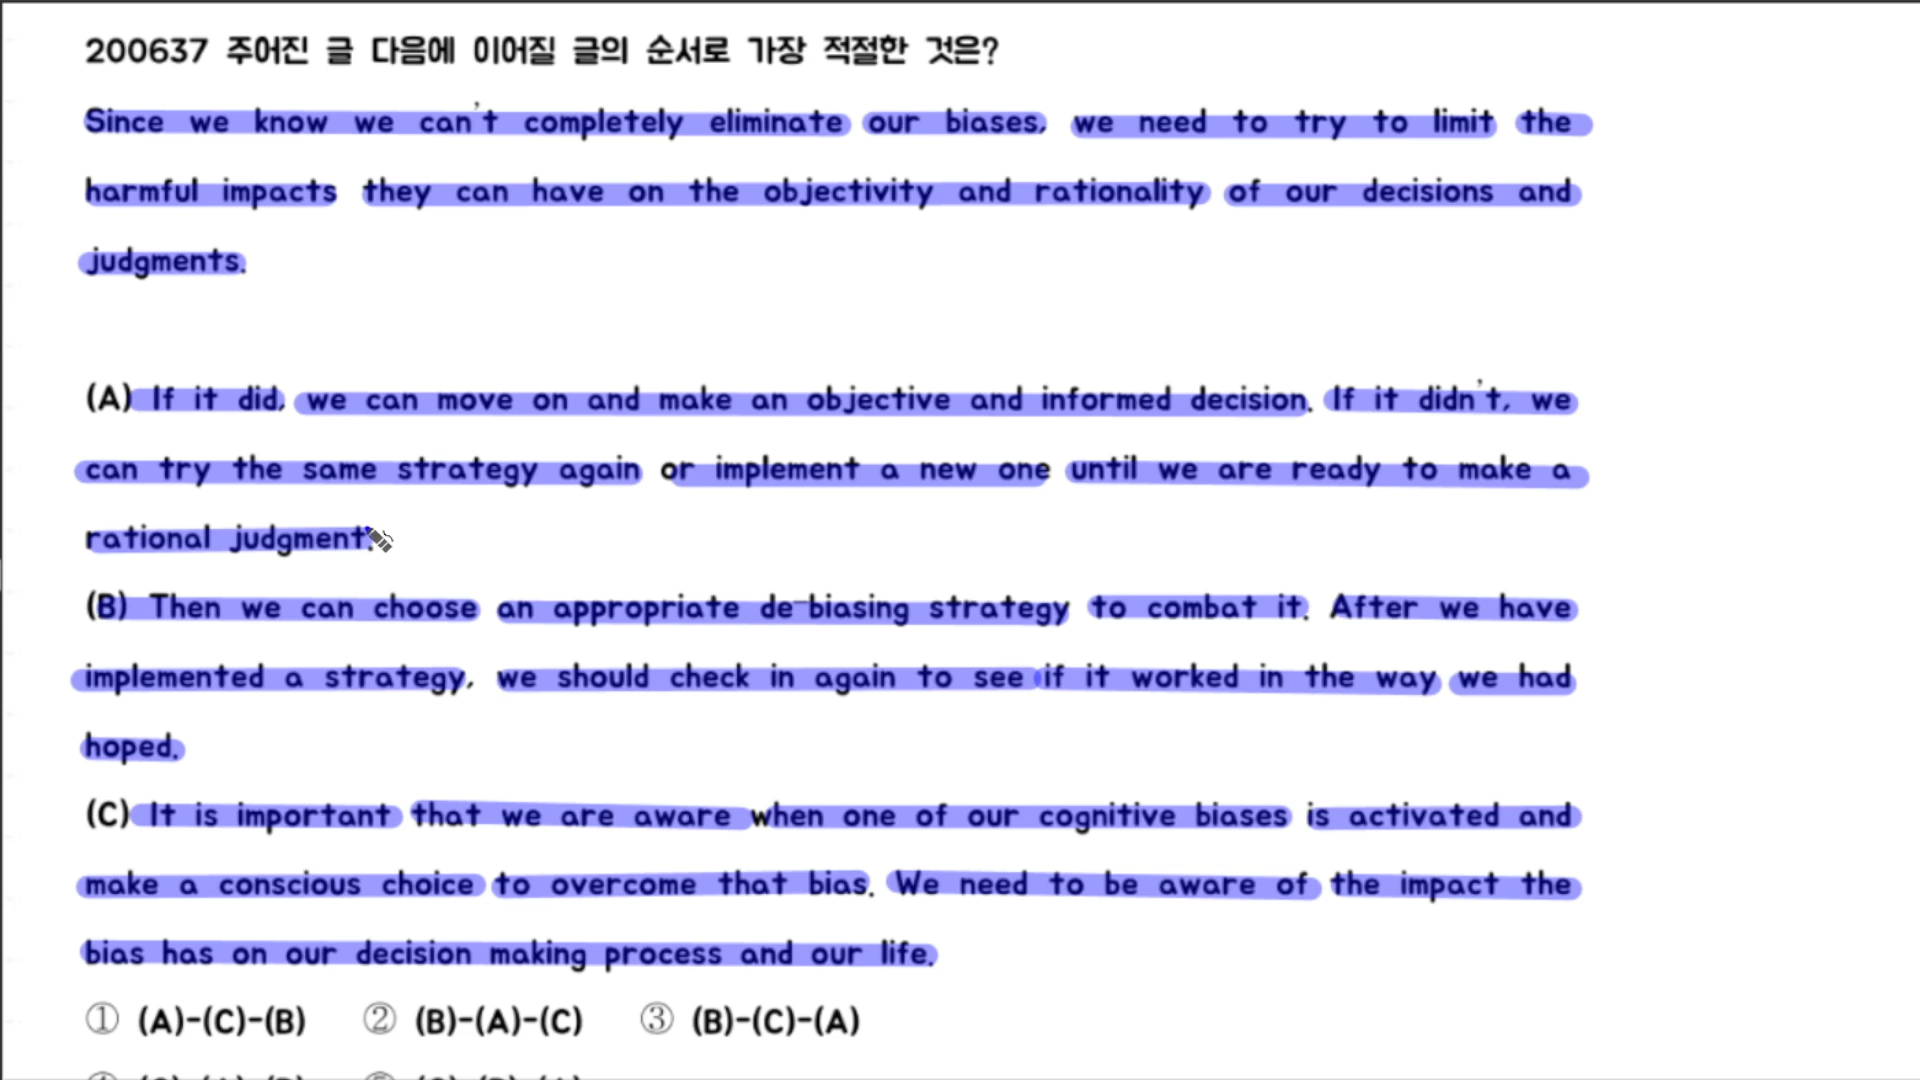 200637 주어진 글 다음에 이어질 글의 순서로 가장 적절한 것은?
Since we know we can't completely eliminate our biases, we need to try to limit the
harmful impacts they can have on the objectivity and rationality of our decisions and
judgments.
(A) If it did, we can move on and make an objective and informed decision. If it didn't, we
can try the same strategy again or implement a new one until we are ready to make a
rational judgment.
(B) Then we can choose an appropriate de-biasing strategy to combat it. After we have
implemented a strategy, we should check in again to see if it worked in the way we had
hoped.
(C) It is important that we are aware when one of our cognitive biases is activated and
make a conscious choice to overcome that bias. We need to be aware of the impact the
bias has on our decision making process and our life.
① (A)-(C)-(B) ② (B)-(A)-(C) ③ (B)-(C)-(A)